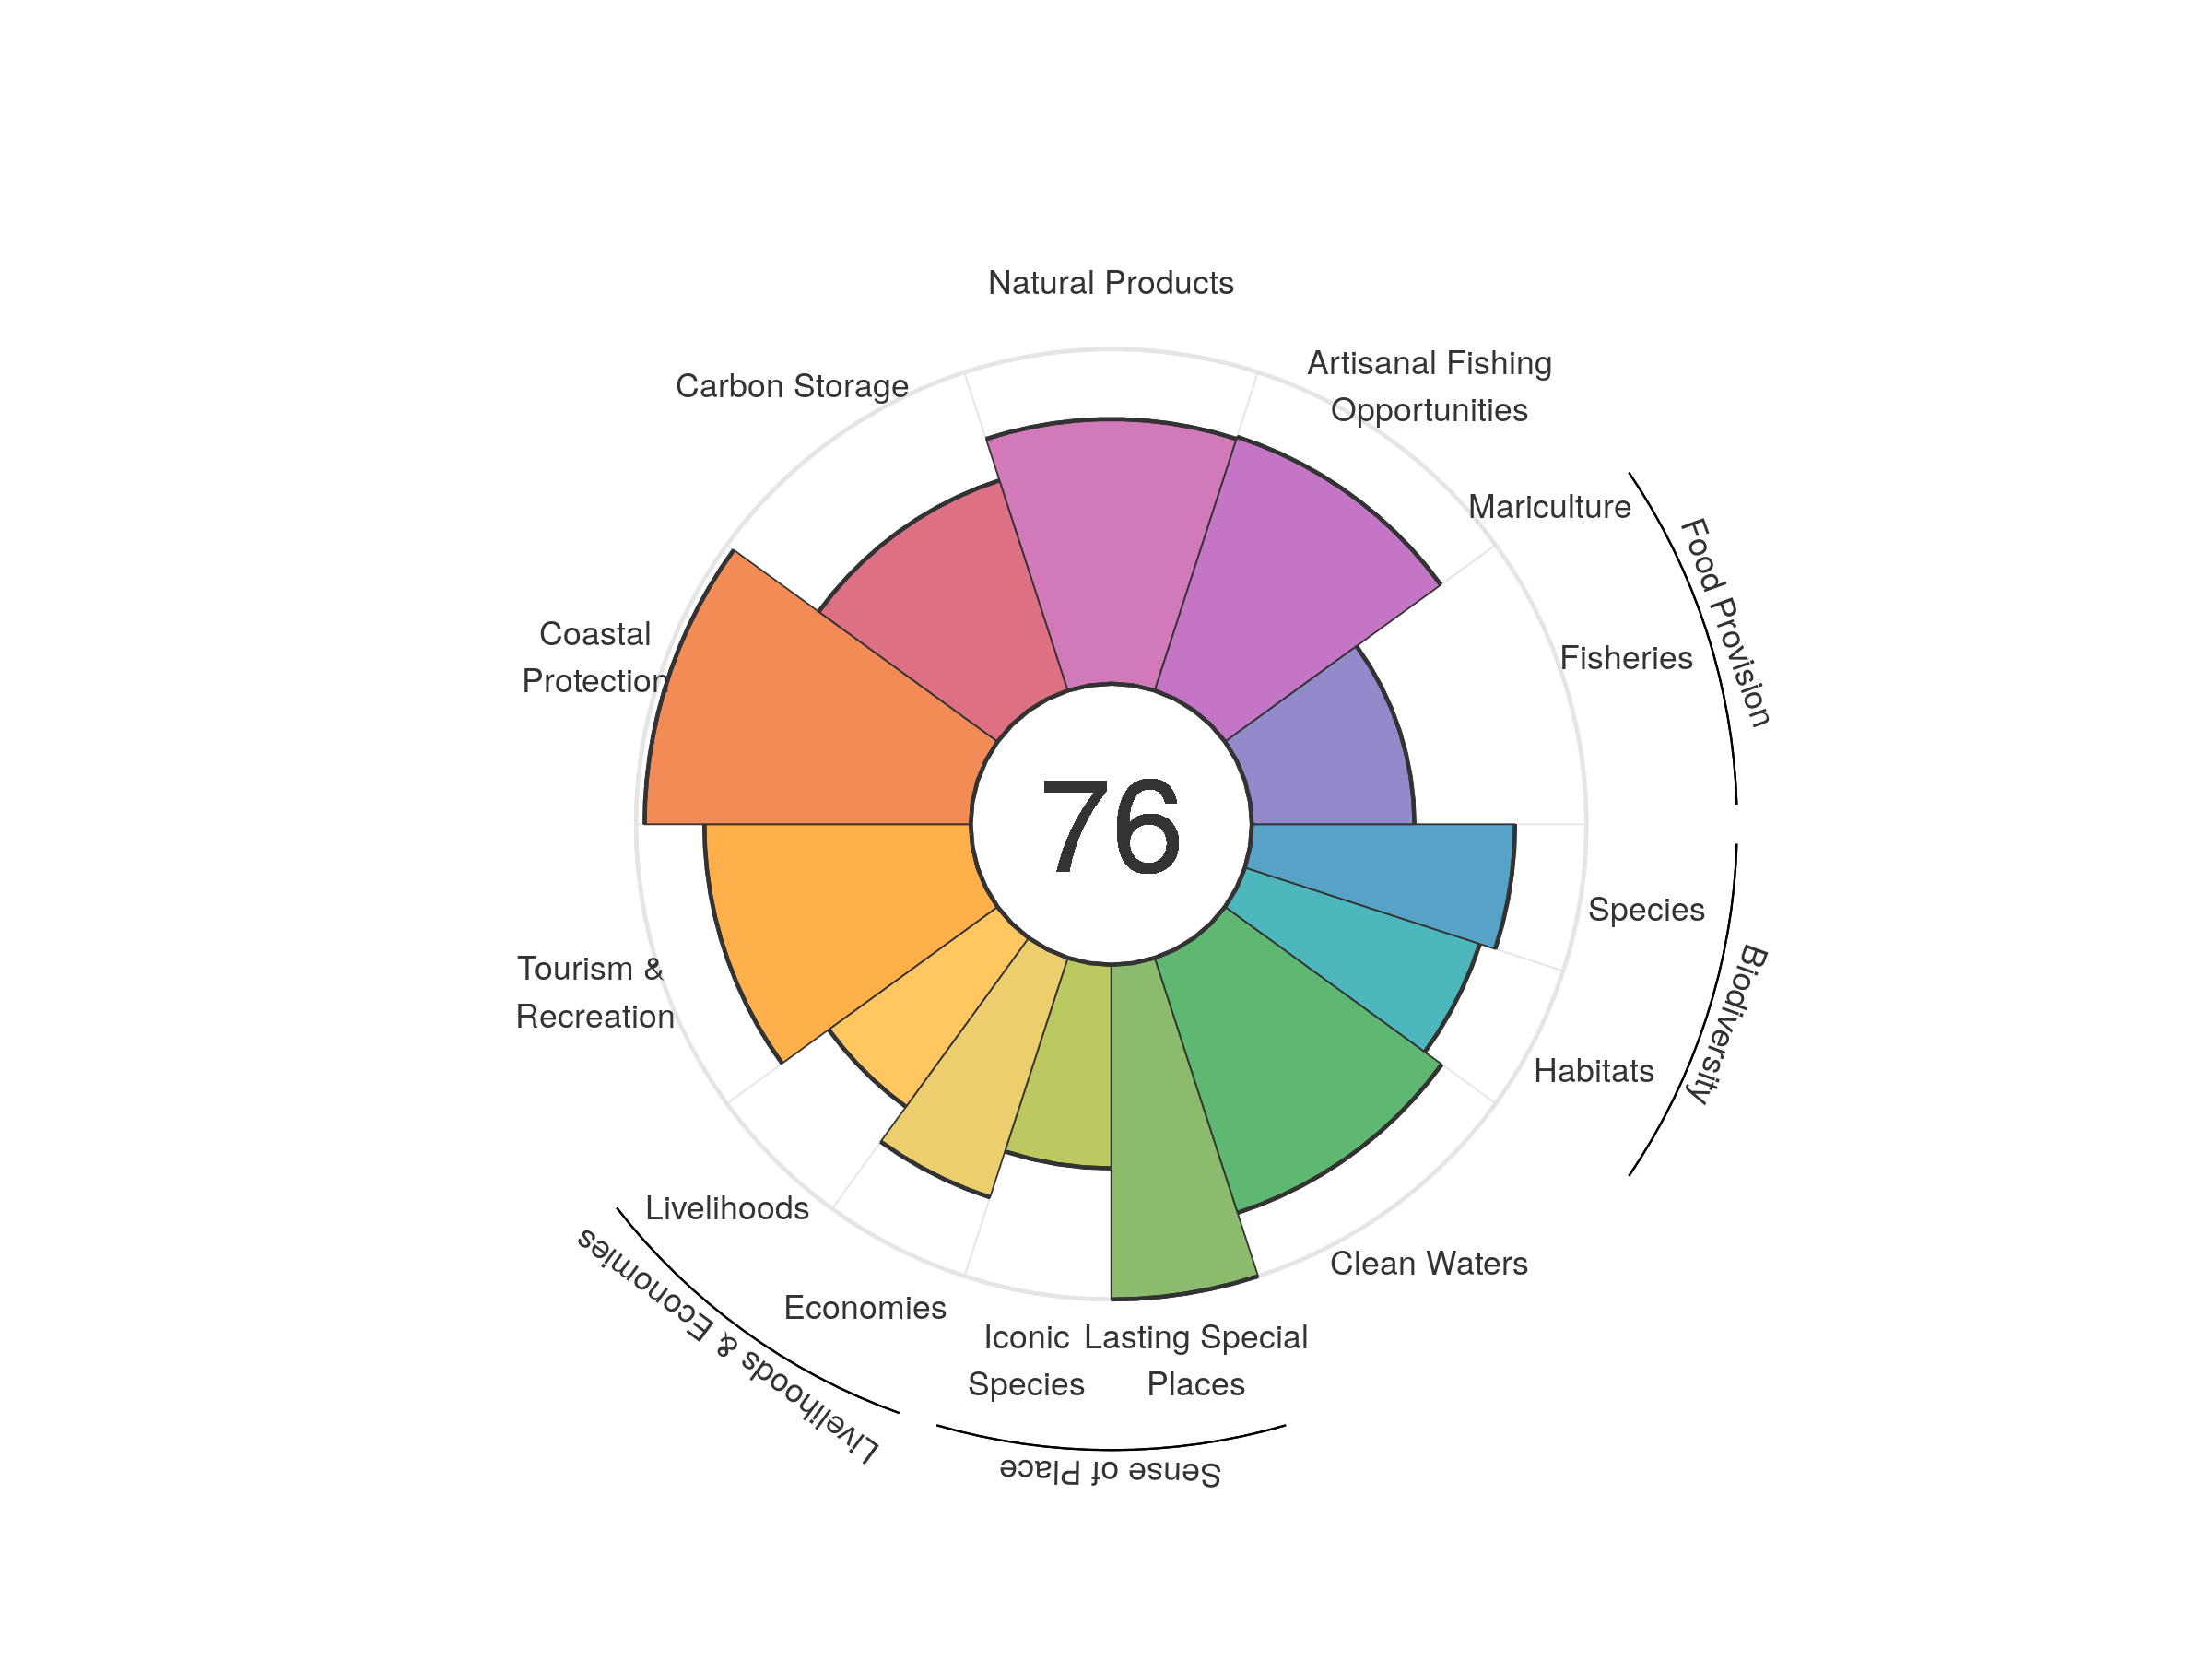 Natural Products
Artisanal Fishing
Opportunities
Carbon Storage
Mariculture
Food Provision
Fisheries
Coastal
Protection
76
Species
Biodiversity
Tourism &
Recreation
Habitats
Livelihoods
Clean Waters
Economies
Livelihoods & Economies
Iconic
Species
Lasting Special
Places
Sense of Place